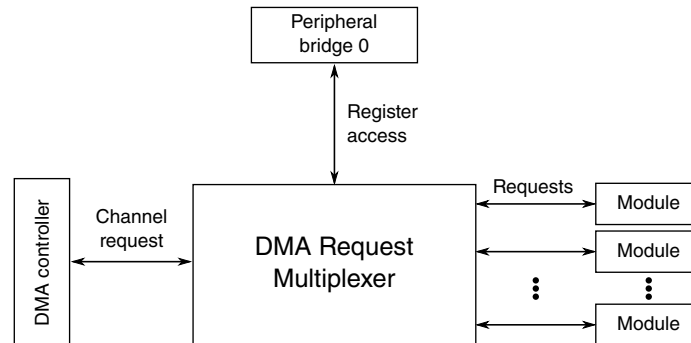 Peripheral
bridge 0
Register
access
Requests
Module
Channel
request
DMA controller
DMA Request
Multiplexer
Module
Module